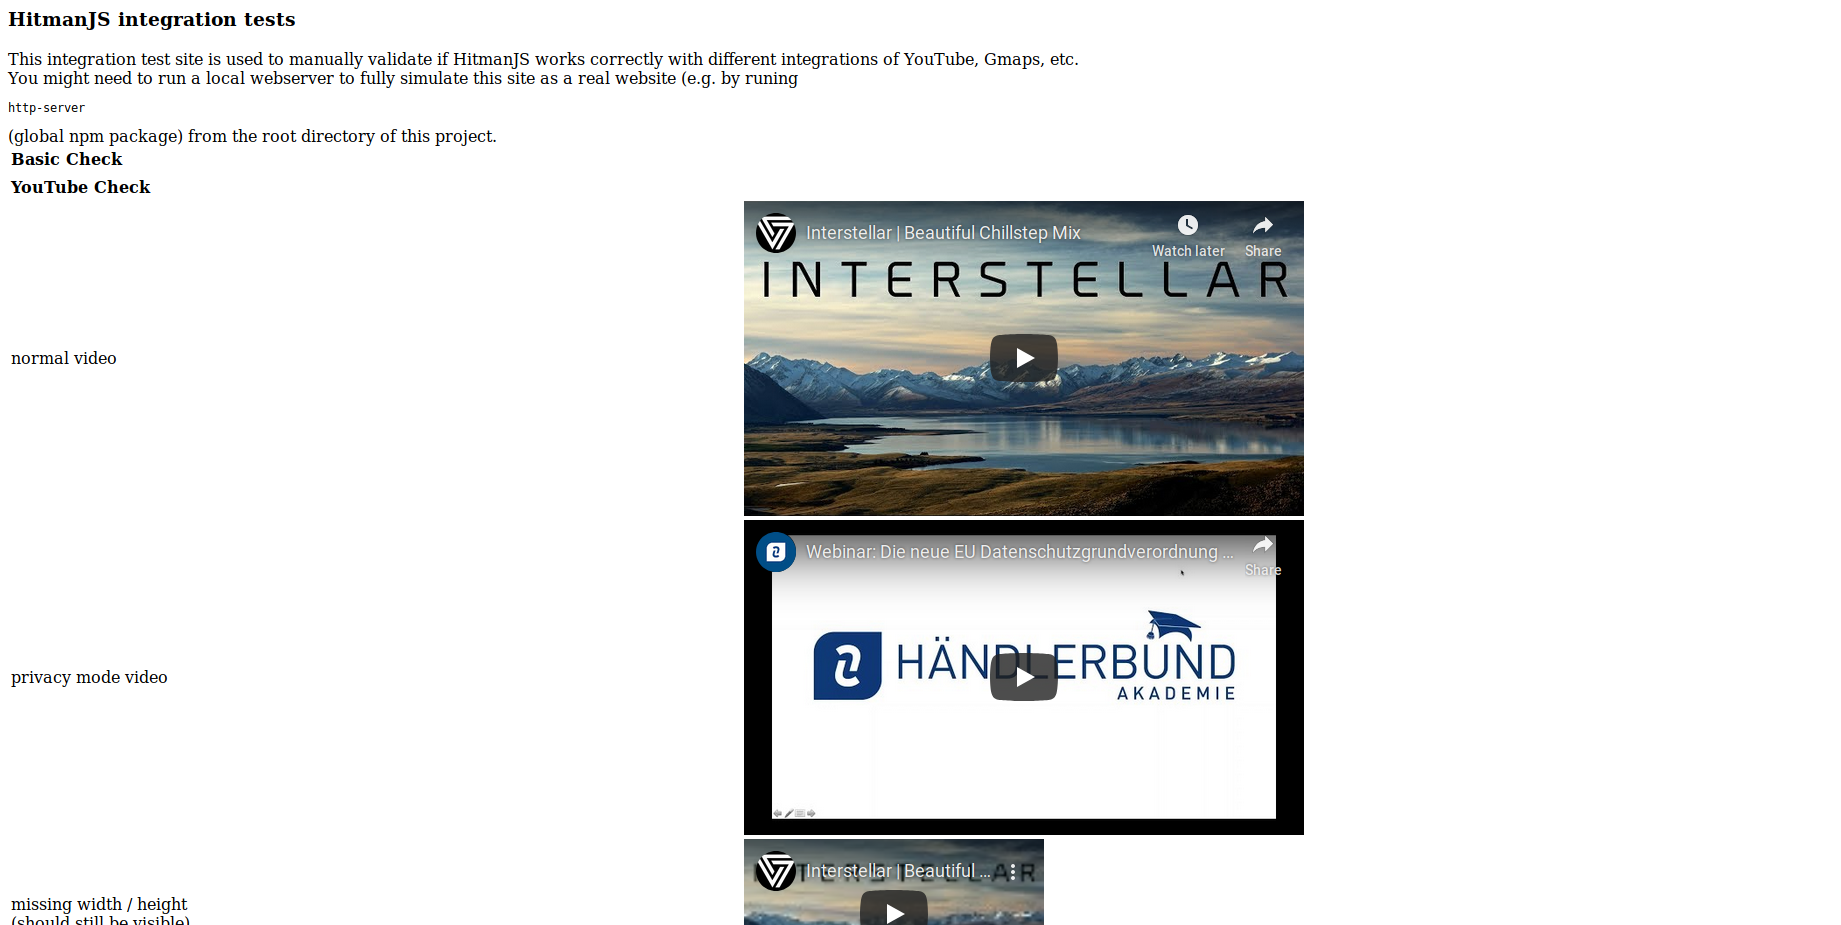 HitmanJS integration tests
This integration test site is used to manually validate if HitmanJS works correctly with different integrations of YouTube, Gmaps, etc.
You might need to run a local webserver to fully simulate this site as a real website (e.g. by runing
http-server
(global npm package) from the root directory of this project.
Basic Check
YouTube Check
normal video
Interstellar | Beautiful Chillstep Mix
Watch later
Share
INTERSTELLAR
privacy mode video
Webinar: Die neue EU Datenschutzgrundverordnung ...
Share
HÄNDLERBUND
AKADEMIE
missing width / height
(should still be visible)
Interstellar | Beautiful ...
INTERSTELLAR